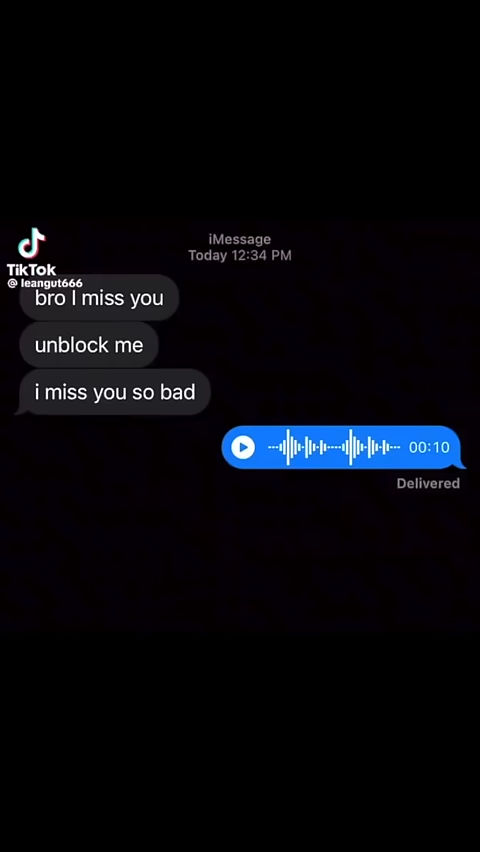 iMessage
Today 12:34 PM
TikTok
@ leangut666
bro I miss you
unblock me
i miss you so bad
00:10
Delivered